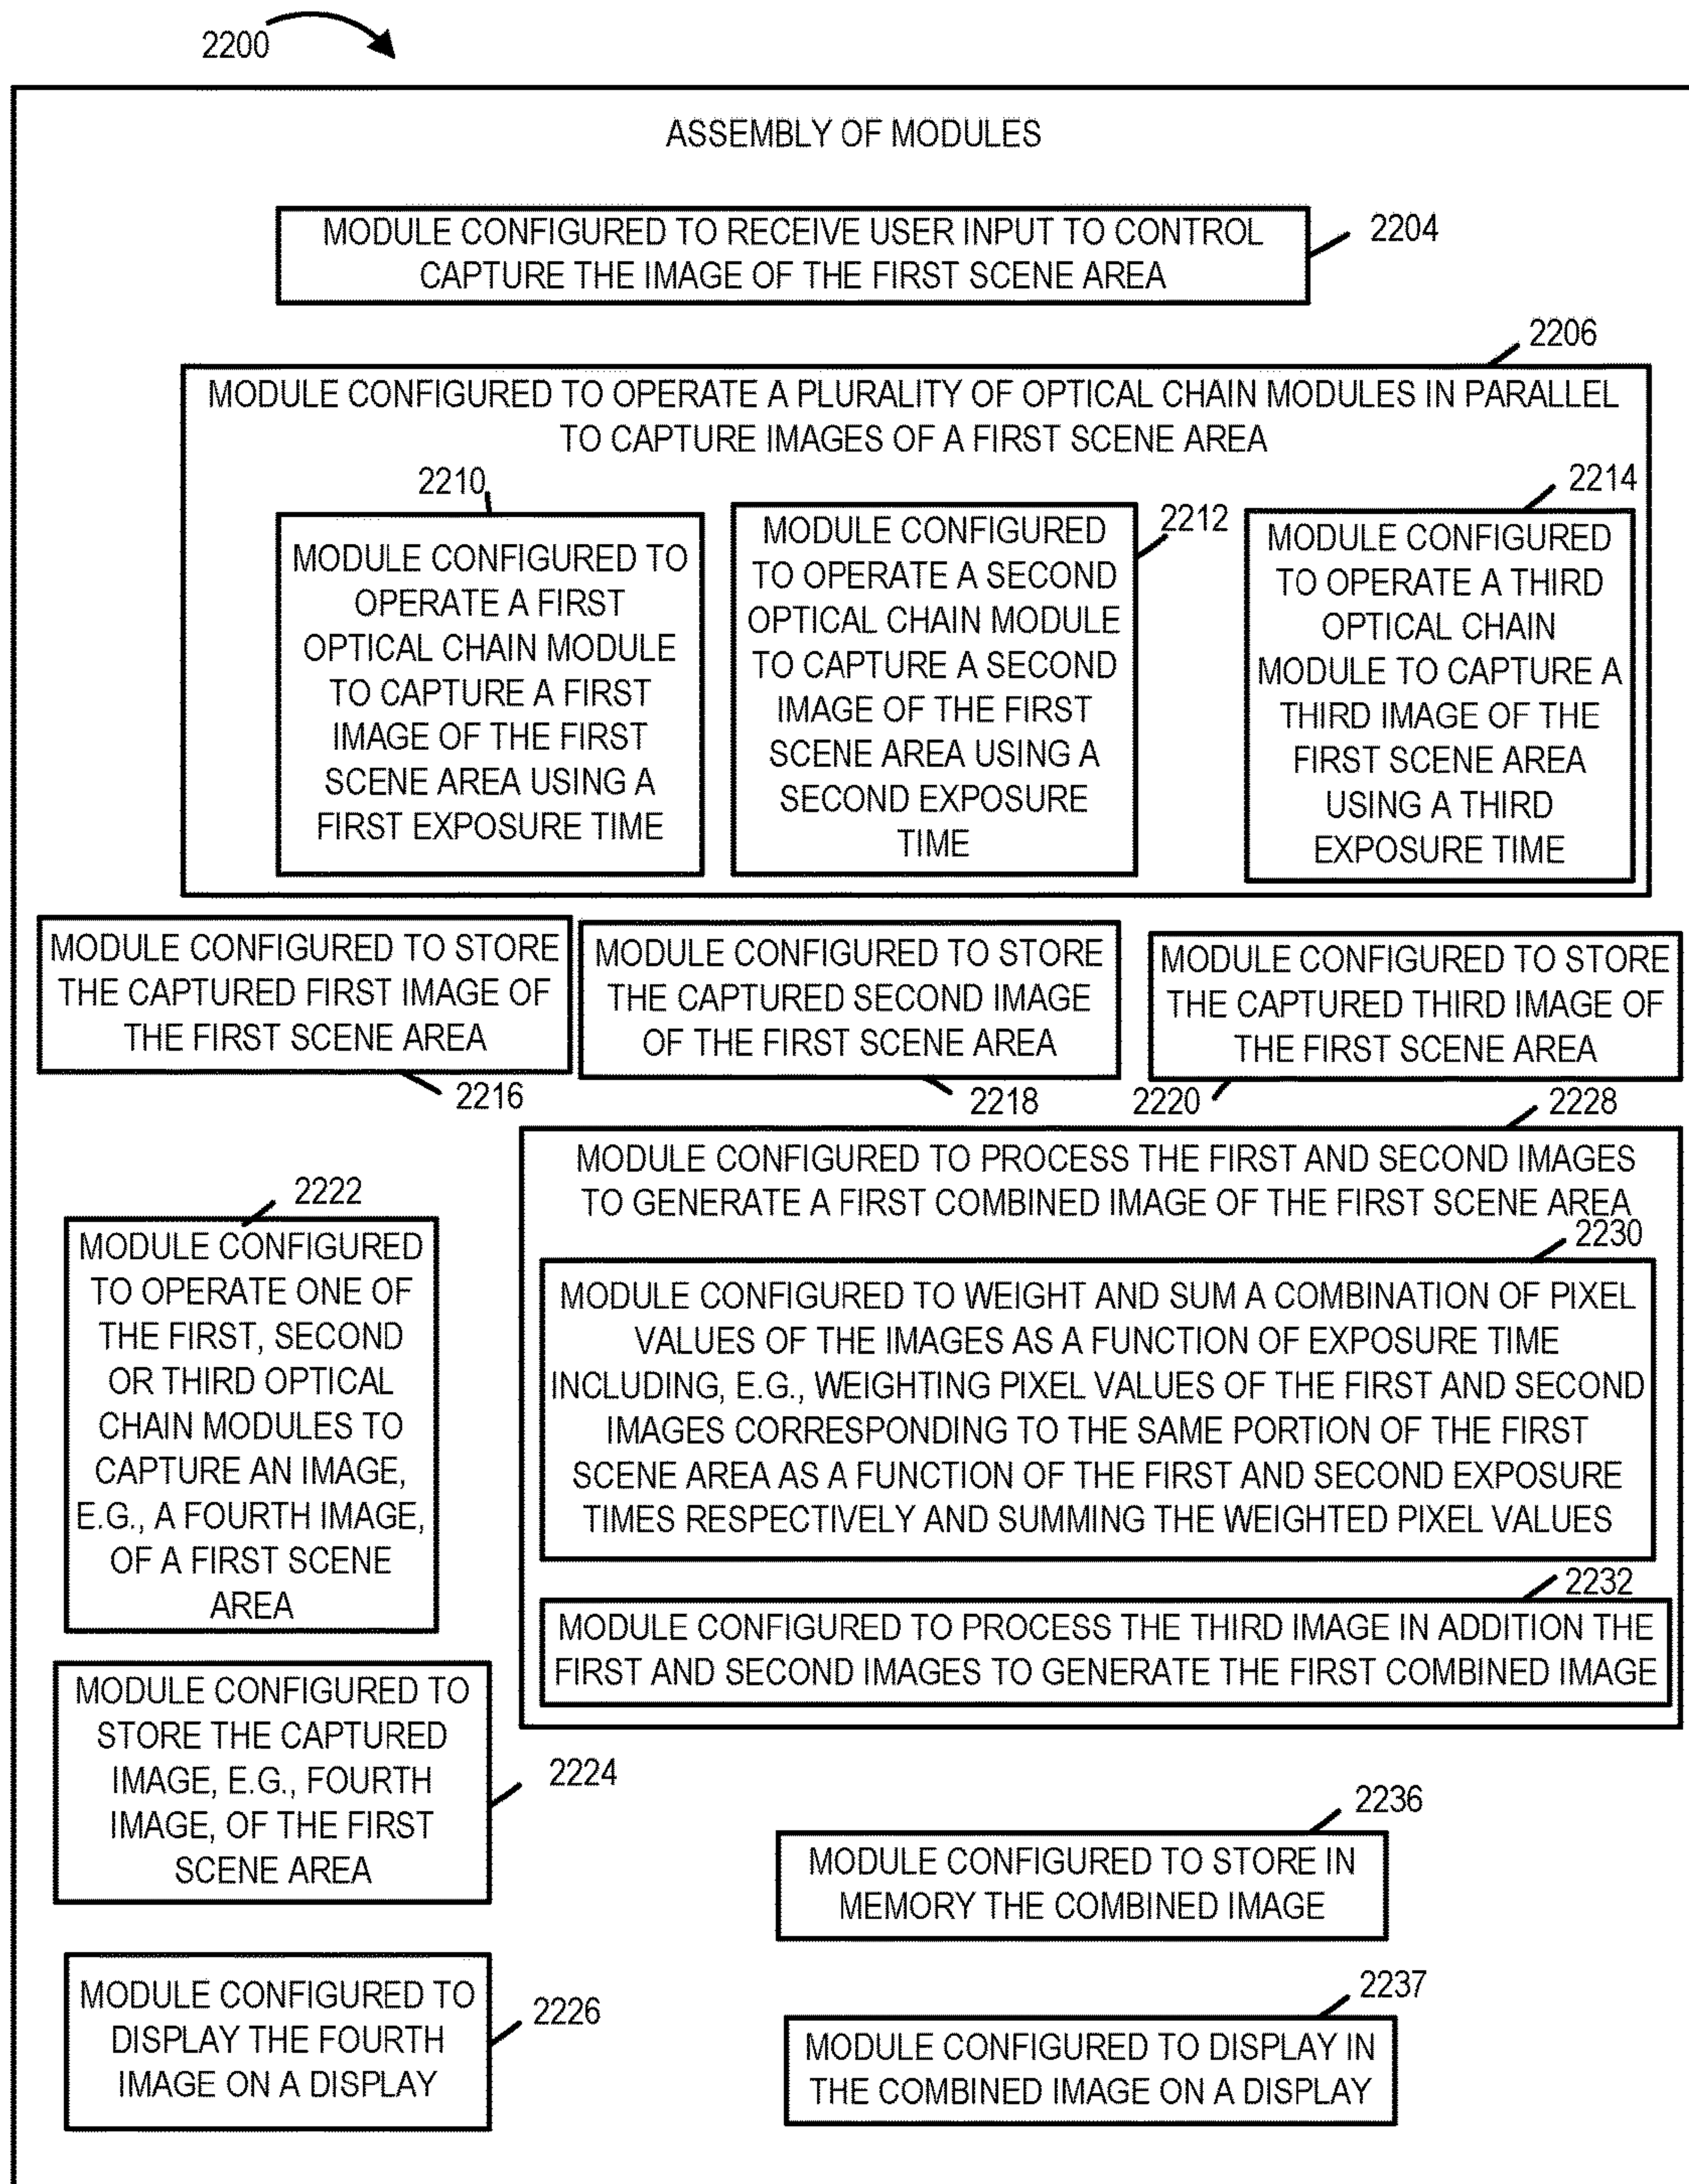 2200
ASSEMBLY OF MODULES
MODULE CONFIGURED TO RECEIVE USER INPUT TO CONTROL
CAPTURE THE IMAGE OF THE FIRST SCENE AREA
2204
2206
MODULE CONFIGURED TO OPERATE A PLURALITY OF OPTICAL CHAIN MODULES IN PARALLEL
TO CAPTURE IMAGES OF A FIRST SCENE AREA
2210
MODULE CONFIGURED TO
OPERATE A FIRST
OPTICAL CHAIN MODULE
TO CAPTURE A FIRST
IMAGE OF THE FIRST
SCENE AREA USING A
FIRST EXPOSURE TIME
2212
MODULE CONFIGURED
TO OPERATE A SECOND
OPTICAL CHAIN MODULE
TO CAPTURE A SECOND
IMAGE OF THE FIRST
SCENE AREA USING A
SECOND EXPOSURE
TIME
2214
MODULE CONFIGURED
TO OPERATE A THIRD
OPTICAL CHAIN
MODULE TO CAPTURE A
THIRD IMAGE OF THE
FIRST SCENE AREA
USING A THIRD
EXPOSURE TIME
MODULE CONFIGURED TO STORE
THE CAPTURED FIRST IMAGE OF
THE FIRST SCENE AREA
2216
MODULE CONFIGURED TO STORE
THE CAPTURED SECOND IMAGE
OF THE FIRST SCENE AREA
2218
MODULE CONFIGURED TO STORE
THE CAPTURED THIRD IMAGE OF
THE FIRST SCENE AREA
2220
2222
MODULE CONFIGURED
TO OPERATE ONE OF
THE FIRST, SECOND
OR THIRD OPTICAL
CHAIN MODULES TO
CAPTURE AN IMAGE,
E.G., A FOURTH IMAGE,
OF A FIRST SCENE
AREA
2228
MODULE CONFIGURED TO PROCESS THE FIRST AND SECOND IMAGES
TO GENERATE A FIRST COMBINED IMAGE OF THE FIRST SCENE AREA
2230
MODULE CONFIGURED TO WEIGHT AND SUM A COMBINATION OF PIXEL
VALUES OF THE IMAGES AS A FUNCTION OF EXPOSURE TIME
INCLUDING, E.G., WEIGHTING PIXEL VALUES OF THE FIRST AND SECOND
IMAGES CORRESPONDING TO THE SAME PORTION OF THE FIRST
SCENE AREA AS A FUNCTION OF THE FIRST AND SECOND EXPOSURE
TIMES RESPECTIVELY AND SUMMING THE WEIGHTED PIXEL VALUES
2232
MODULE CONFIGURED TO PROCESS THE THIRD IMAGE IN ADDITION THE
FIRST AND SECOND IMAGES TO GENERATE THE FIRST COMBINED IMAGE
MODULE CONFIGURED TO
STORE THE CAPTURED
IMAGE, E.G., FOURTH
IMAGE, OF THE FIRST
SCENE AREA
2224
2236
MODULE CONFIGURED TO STORE IN
MEMORY THE COMBINED IMAGE
MODULE CONFIGURED TO
DISPLAY THE FOURTH
IMAGE ON A DISPLAY
2226
2237
MODULE CONFIGURED TO DISPLAY IN
THE COMBINED IMAGE ON A DISPLAY